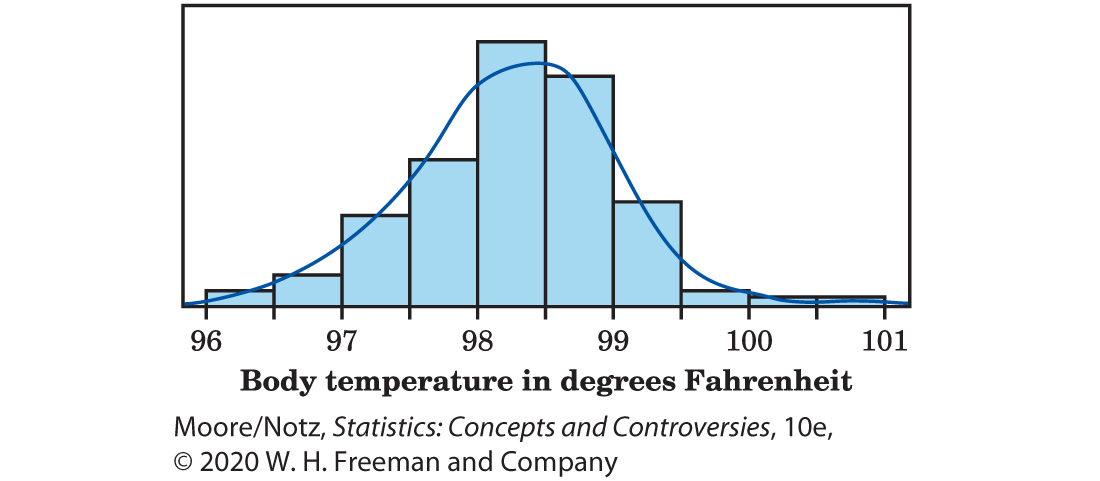 96 97 98 99 100 101
Body temperature in degrees Fahrenheit
Moore/Notz, Statistics: Concepts and Controversies, 10e,
© 2020 W. H. Freeman and Company